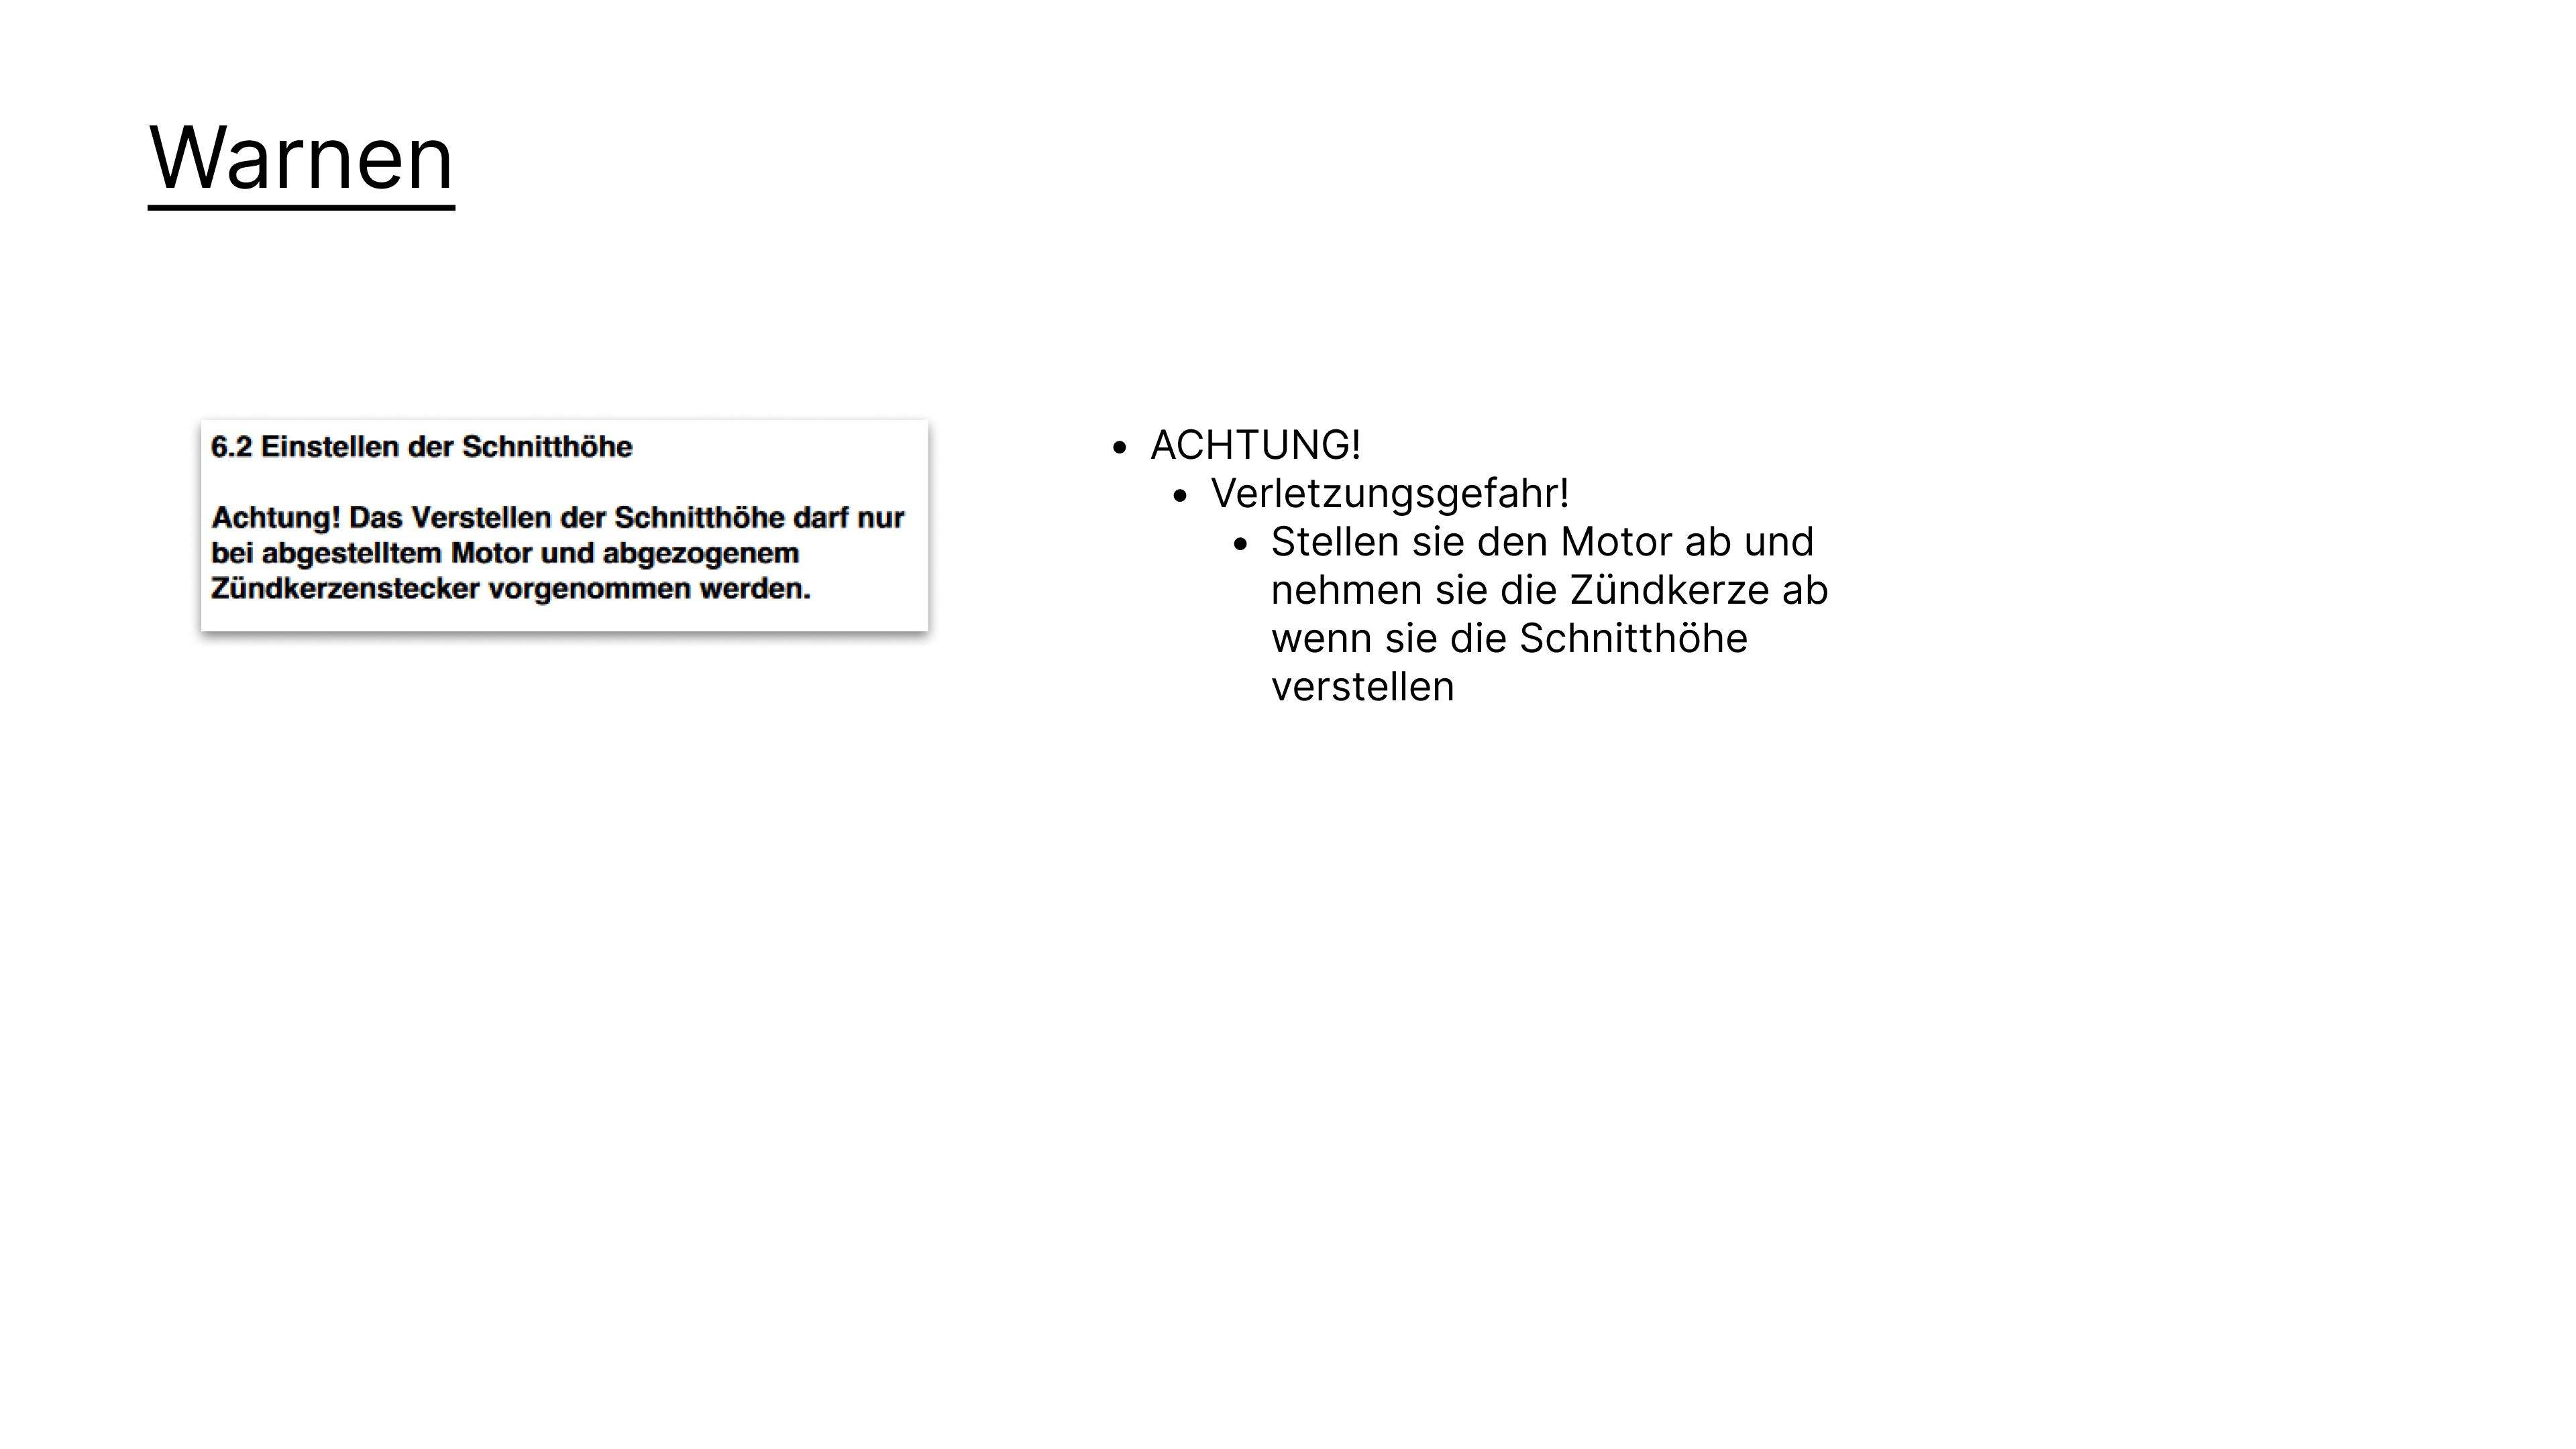 Warnen
6.2 Einstellen der Schnitthöhe
Achtung! Das Verstellen der Schnitthöhe darf nur
bei abgestelltem Motor und abgezogenem
Zündkerzenstecker vorgenommen werden.
• ACHTUNG!
• Verletzungsgefahr!
• Stellen sie den Motor ab und
nehmen sie die Zündkerze ab
wenn sie die Schnitthöhe
verstellen